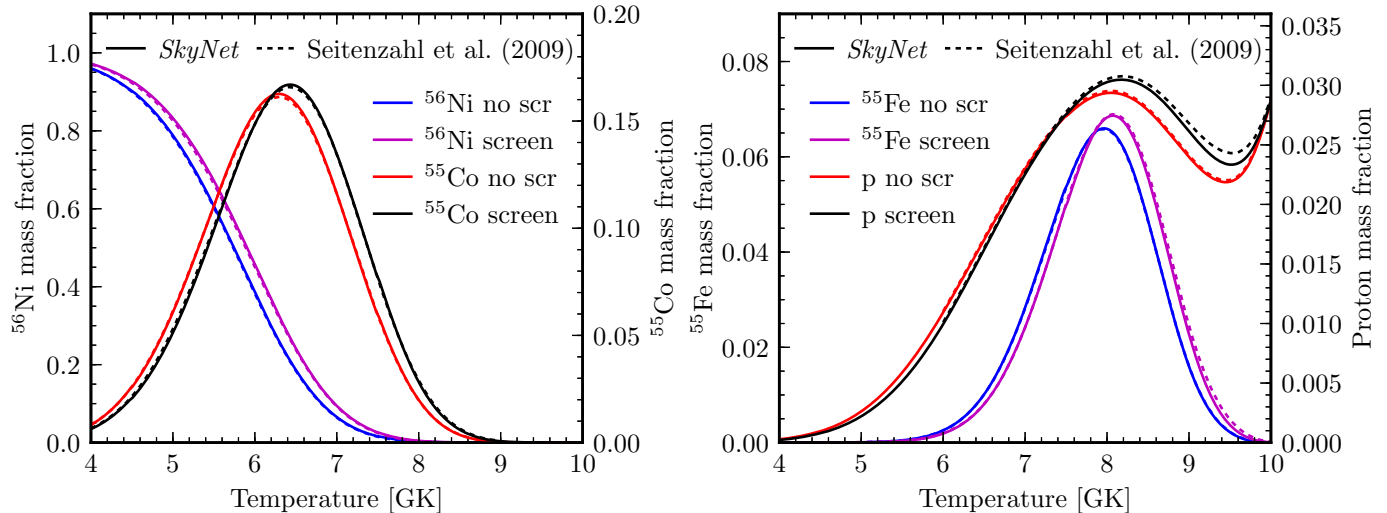 SkyNet Seitenzahl et al. (2009)
⁵⁶Ni no scr
⁵⁶Ni screen
⁵⁵Co no scr
⁵⁵Co screen
1.0
0.8
0.6
0.4
0.2
0.0
⁵⁶Ni mass fraction
0.20
0.15
0.10
0.05
0.00
⁵⁵Co mass fraction
4 5 6 7 8 9 10
Temperature [GK]
SkyNet Seitenzahl et al. (2009)
⁵⁵Fe no scr
⁵⁵Fe screen
p no scr
p screen
0.08
0.06
0.04
0.02
0.00
⁵⁵Fe mass fraction
0.035
0.030
0.025
0.020
0.015
0.010
0.005
0.000
Proton mass fraction
4 5 6 7 8 9 10
Temperature [GK]